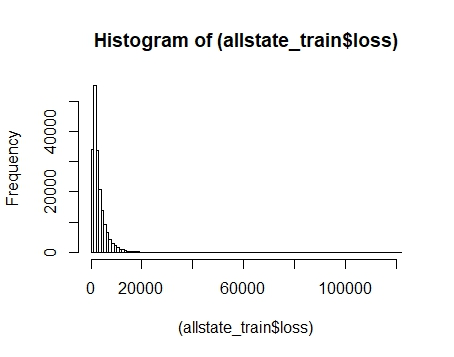 Histogram of (allstate_train$loss)
Frequency
40000
20000
0
0 20000 60000 100000
(allstate_train$loss)